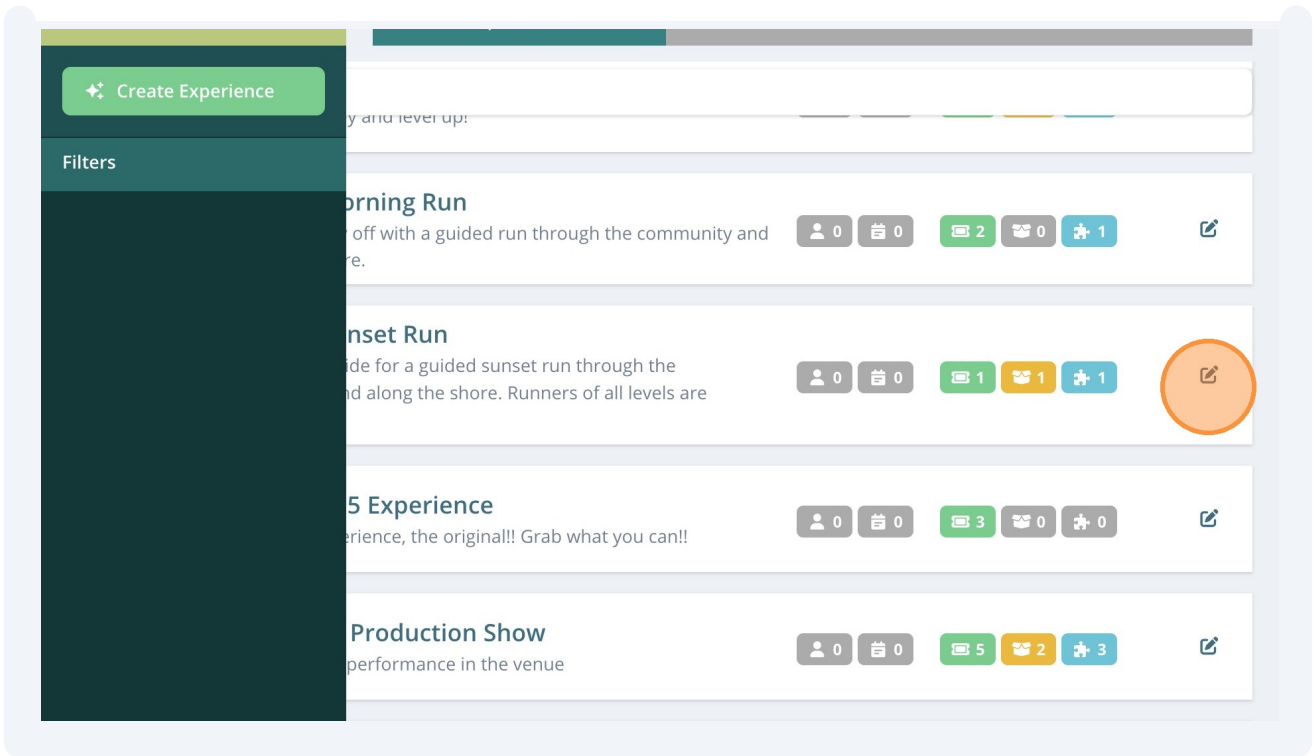 Create Experience
Filters
y and level up!
orning Run
off with a guided run through the community and
re.
0 0 2 0 1
nset Run
ide for a guided sunset run through the
nd along the shore. Runners of all levels are
0 0 1 1 1
5 Experience
erience, the original!! Grab what you can!!
0 0 3 0 0
Production Show
performance in the venue
0 0 5 2 3